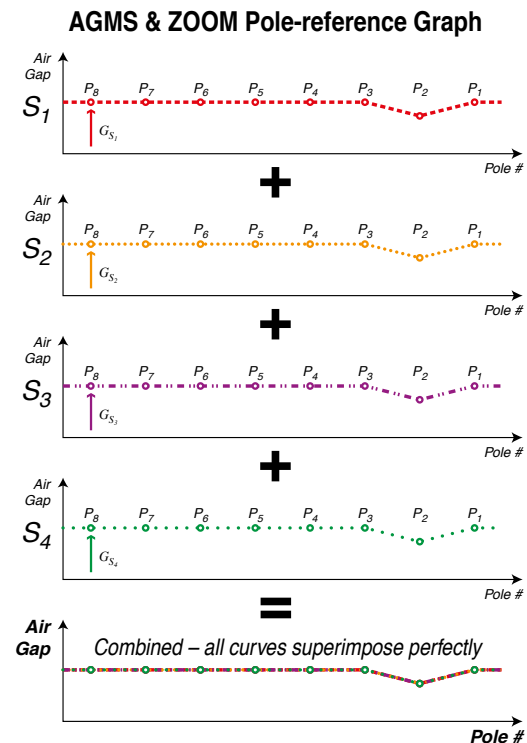 AGMS & ZOOM Pole-reference Graph
Air
Gap
P8 P7 P6 P5 P4 P3 P2 P1
S1
GS1
Pole #
+
Air
Gap
P8 P7 P6 P5 P4 P3 P2 P1
S2
GS2
Pole #
+
Air
Gap
P8 P7 P6 P5 P4 P3 P2 P1
S3
GS3
Pole #
+
Air
Gap
P8 P7 P6 P5 P4 P3 P2 P1
S4
GS4
Pole #
=
Air
Gap
Combined – all curves superimpose perfectly
Pole #